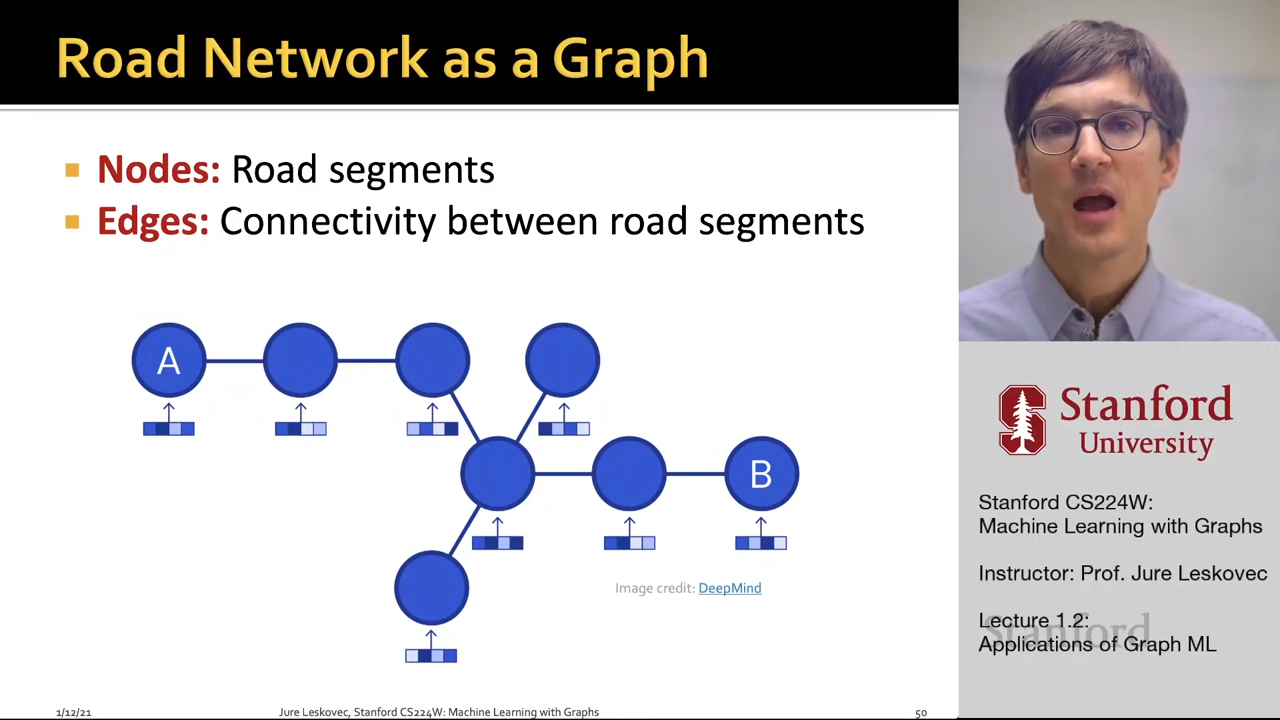 Road Network as a Graph
Nodes: Road segments
Edges: Connectivity between road segments
A
B
Image credit: DeepMind
1/12/21
Jure Leskovec, Stanford CS224W: Machine Learning with Graphs
50
Stanford
University
Stanford CS224W:
Machine Learning with Graphs
Instructor: Prof. Jure Leskovec
Lecture 1.2:
Applications of Graph ML
Stanford